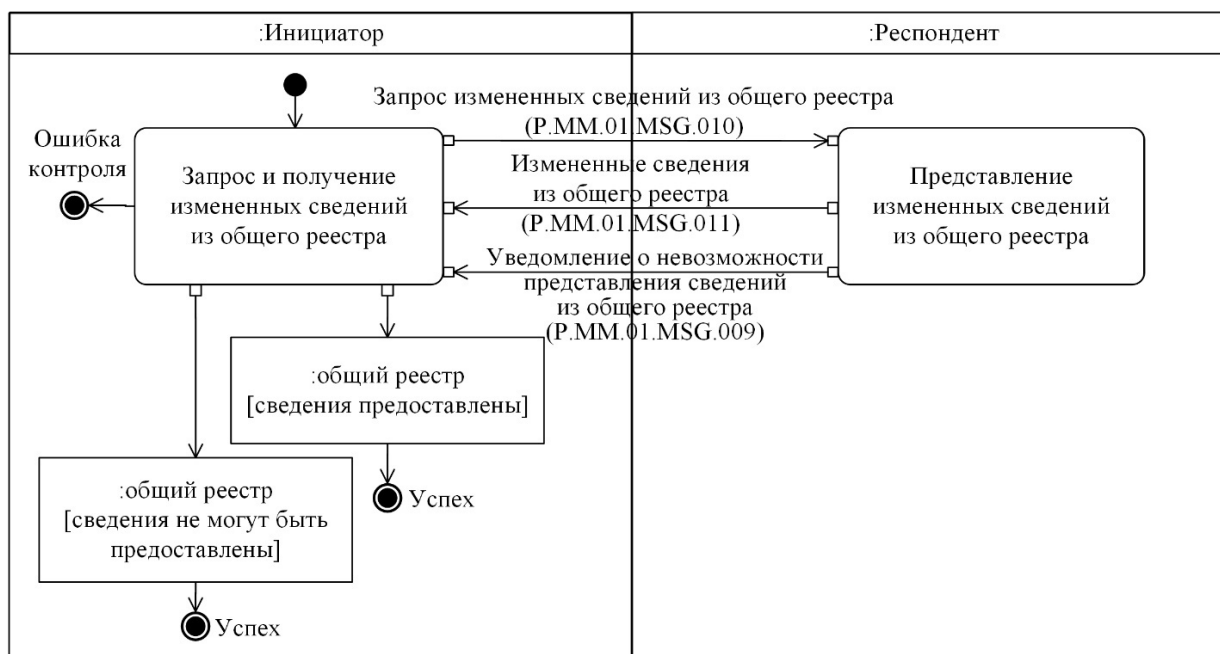 :Инициатор
:Респондент
Запрос измененных сведений из общего реестра
(P.MM.01.MSG.010)
Ошибка
контроля
Запрос и получение
измененных сведений
из общего реестра
Измененные сведения
из общего реестра
(P.MM.01.MSG.011)
Представление
измененных сведений
из общего реестра
Уведомление о невозможности
представления сведений
из общего реестра
(P.MM.01.MSG.009)
:общий реестр
[сведения предоставлены]
Успех
:общий реестр
[сведения не могут быть
предоставлены]
Успех